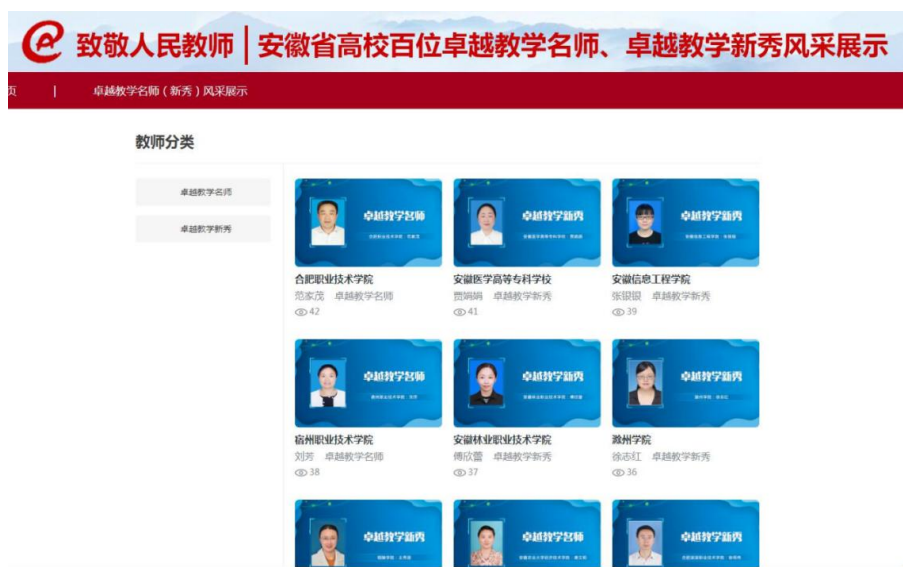 致敬人民教师 | 安徽省高校百位卓越教学名师、卓越教学新秀风采展示
页 | 卓越教学名师（新秀）风采展示
教师分类
卓越教学名师
卓越教学新秀
卓越教学名师
合肥职业技术学院
范家茂 卓越教学名师
42
卓越教学新秀
安徽医学高等专科学校
贾娟娟 卓越教学新秀
41
卓越教学新秀
安徽信息工程学院
张银银 卓越教学新秀
39
卓越教学名师
宿州职业技术学院
刘芳 卓越教学名师
38
卓越教学新秀
安徽林业职业技术学院
傅欣蕾 卓越教学新秀
37
卓越教学新秀
滁州学院
徐志红 卓越教学新秀
36
卓越教学新秀
卓越教学名师
卓越教学新秀